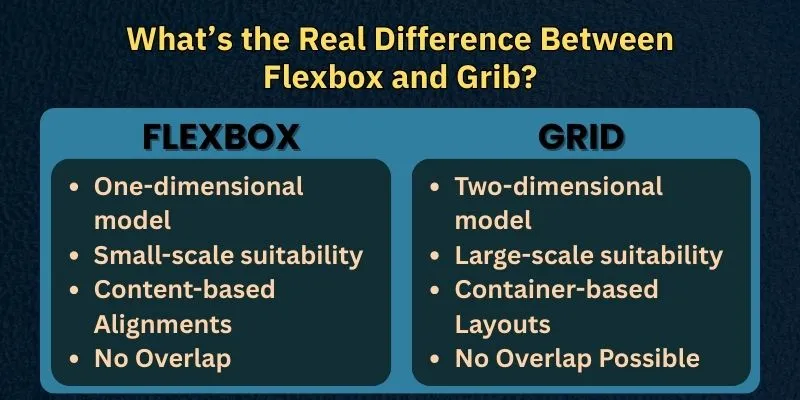 What's the Real Difference Between
Flexbox and Grib?
FLEXBOX
• One-dimensional
model
• Small-scale suitability
• Content-based
Alignments
• No Overlap
GRID
• Two-dimensional
model
• Large-scale suitability
• Container-based
Layouts
• No Overlap Possible